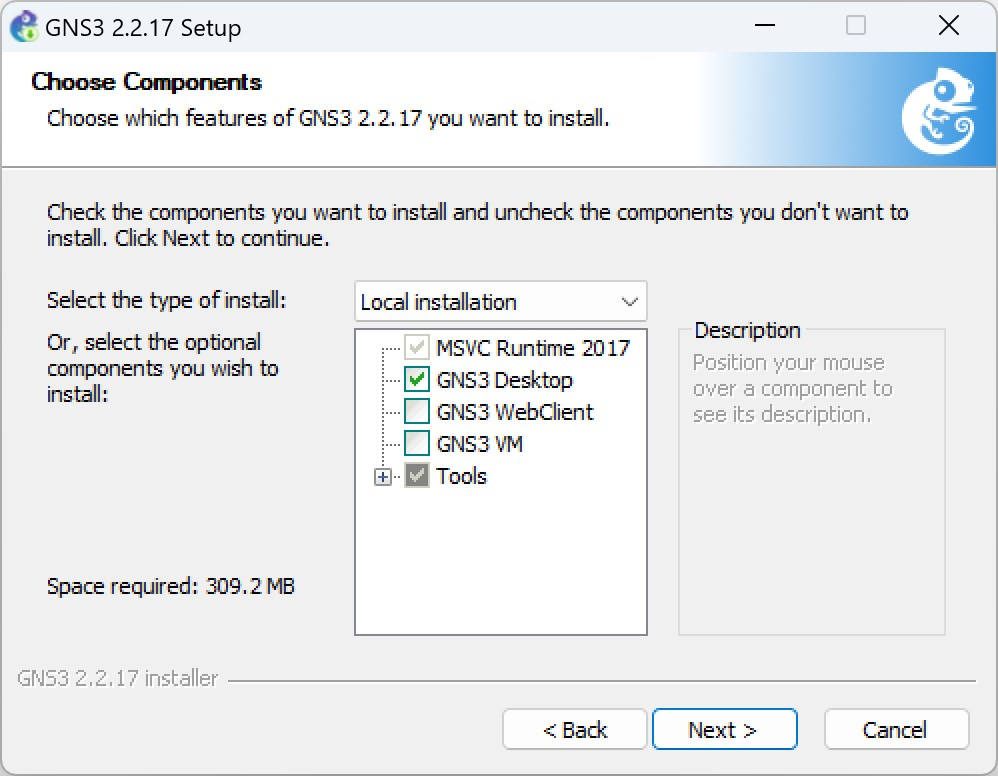 GNS3 2.2.17 Setup
Choose Components
Choose which features of GNS3 2.2.17 you want to install.
Check the components you want to install and uncheck the components you don't want to
install. Click Next to continue.
Select the type of install:
Local installation
Or, select the optional
components you wish to
install:
MSVC Runtime 2017
GNS3 Desktop
GNS3 WebClient
GNS3 VM
Tools
Description
Position your mouse
over a component to
see its description.
Space required: 309.2 MB
GNS3 2.2.17 installer
< Back
Next >
Cancel